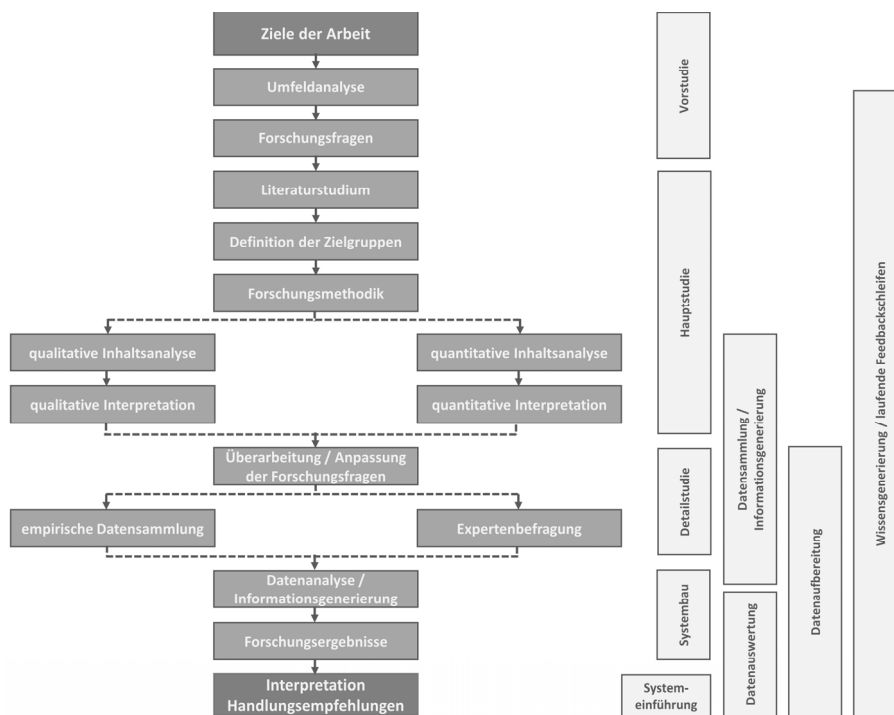 Ziele der Arbeit
Umfeldanalyse
Forschungsfragen
Literaturstudium
Definition der Zielgruppen
Forschungsmethodik
qualitative Inhaltsanalyse
quantitative Inhaltsanalyse
qualitative Interpretation
quantitative Interpretation
Überarbeitung / Anpassung
der Forschungsfragen
empirische Datensammlung
Expertenbefragung
Datenanalyse /
Informationsgenerierung
Forschungsergebnisse
Interpretation
Handlungsempfehlungen
Vorstudie
Hauptstudie
Detailstudie
Systembau
System-
einführung
Datensammlung /
Informationsgenerierung
Datenauswertung
Datenaufbereitung
Wissensgenerierung / laufende Feedbackschleifen